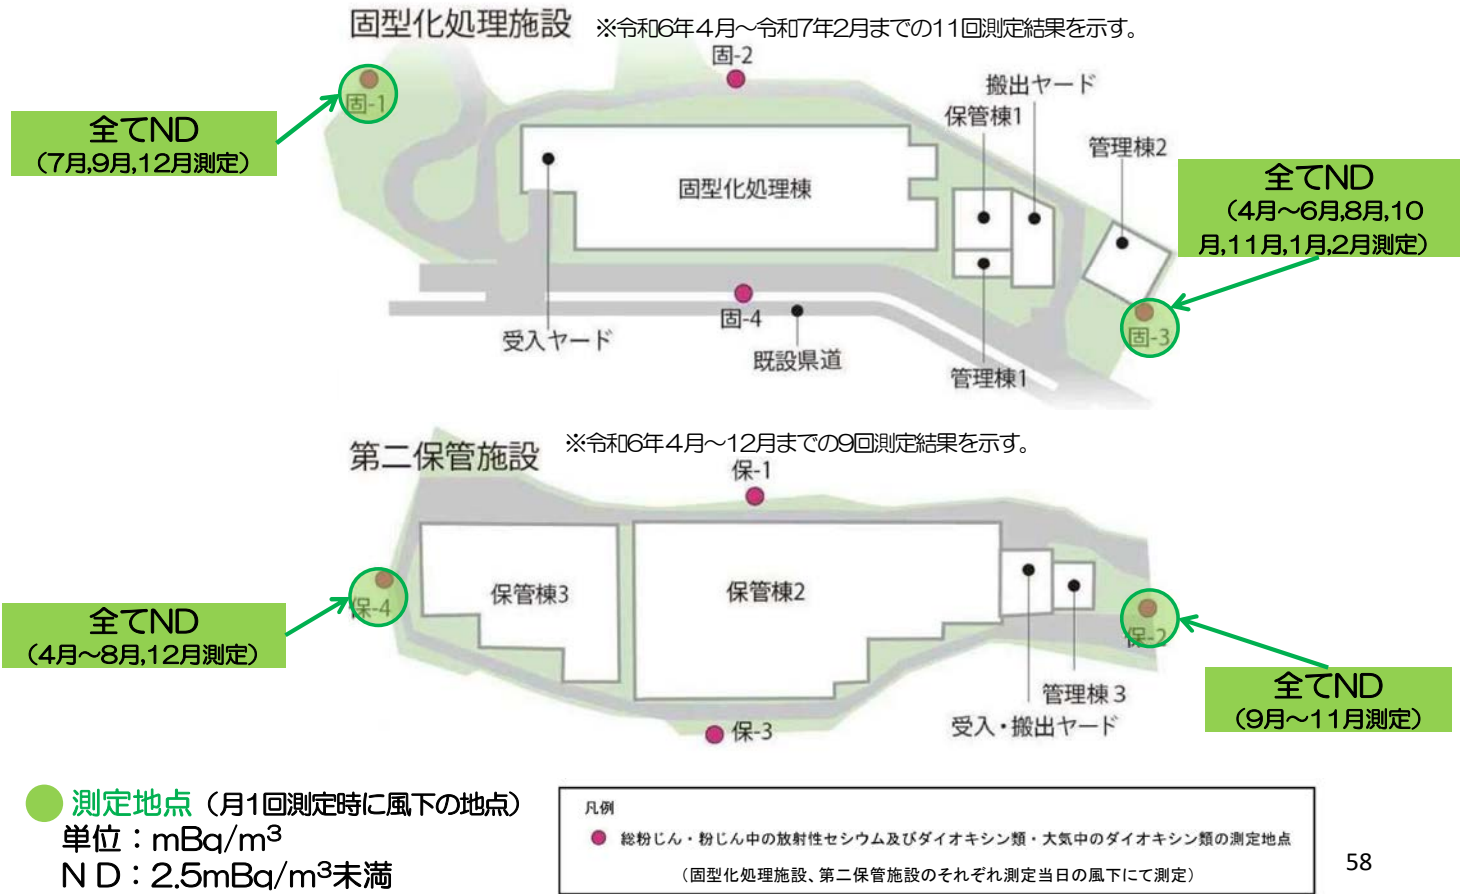 固型化処理施設
※令和6年4月～令和7年2月までの11回測定結果を示す。
固-2
搬出ヤード
保管棟1
管理棟2
固-1
全てND
（7月,9月,12月測定）
全てND
（4月～6月,8月,10
月,11月,1月,2月測定）
固型化処理棟
固-4
固-3
受入ヤード
既設県道
管理棟1
第二保管施設
※令和6年4月～12月までの9回測定結果を示す。
保-1
保管棟3
保管棟2
保-4
全てND
（4月～8月,12月測定）
保-2
全てND
（9月～11月測定）
管理棟３
受入・搬出ヤード
保-3
測定地点（月1回測定時に風下の地点）
単位：mBq/m³
ＮＤ：2.5mBq/m³未満
凡例
総粉じん・粉じん中の放射性セシウム及びダイオキシン類・大気中のダイオキシン類の測定地点
（固型化処理施設、第二保管施設のそれぞれ測定当日の風下にて測定）
58